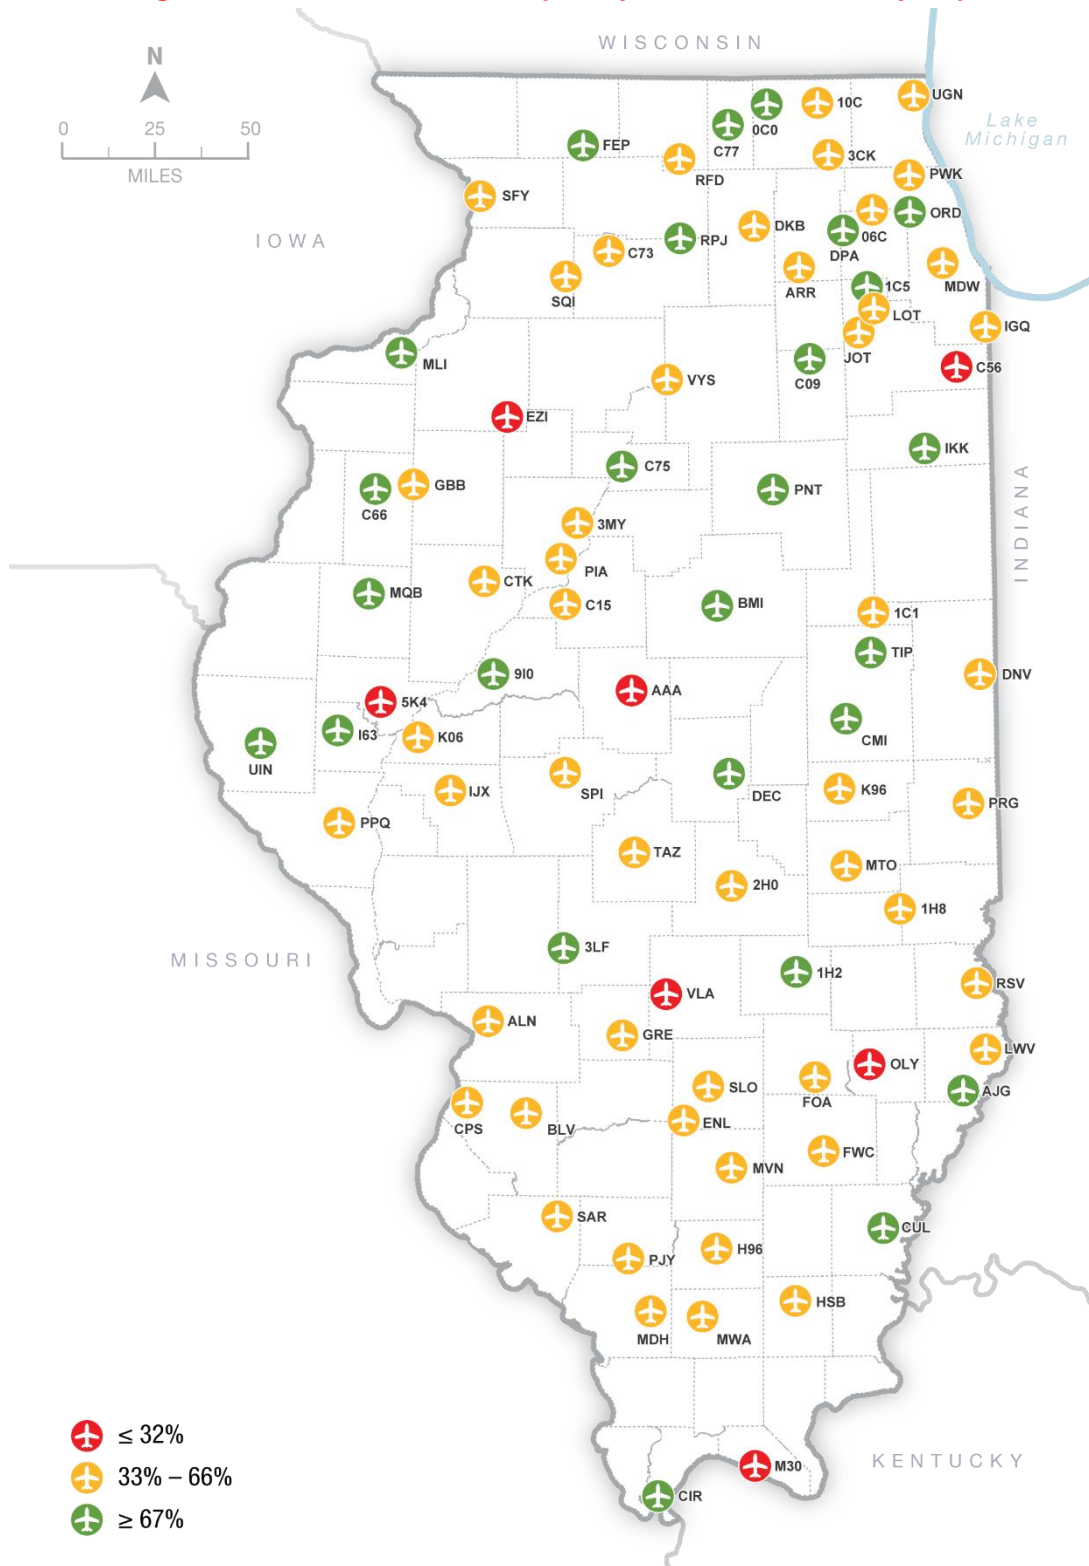 WISCONSIN
N
UGN
10C
0C0
Lake
Michigan
0 25 50
C77
FEP
3CK
MILES
RFD
PWK
SFY
ORD
DKB
06C
IOWA
RPJ
DPA
C73
MDW
ARR
1C5
SQI
LOT
IGQ
JOT
MLI
C56
C09
VYS
EZI
IKK
C75
GBB
PNT
C66
INDIANA
3MY
PIA
CTK
MQB
C15
BMI
1C1
TIP
9I0
DNV
AAA
5K4
I63
K06
CMI
UIN
IJX
SPI
DEC
K96
PRG
PPQ
TAZ
MTO
2H0
1H8
3LF
MISSOURI
1H2
RSV
VLA
ALN
GRE
LWV
OLY
SLO
AJG
FOA
CPS
BLV
ENL
FWC
MVN
SAR
CUL
H96
PJY
HSB
MDH
MWA
≤ 32%
KENTUCKY
M30
33% – 66%
CIR
≥ 67%